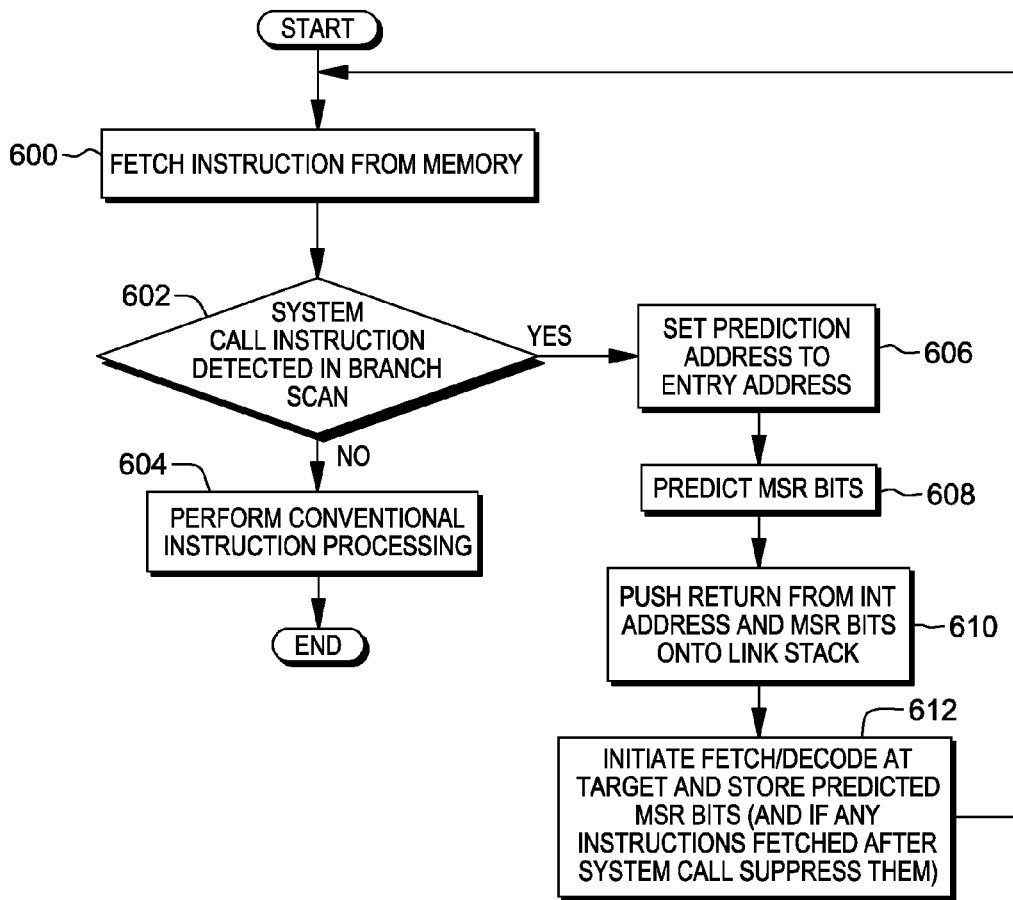 START
600
FETCH INSTRUCTION FROM MEMORY
602
SYSTEM
CALL INSTRUCTION
DETECTED IN BRANCH
SCAN
YES
NO
604
PERFORM CONVENTIONAL
INSTRUCTION PROCESSING
END
SET PREDICTION
ADDRESS TO
ENTRY ADDRESS
606
PREDICT MSR BITS
608
PUSH RETURN FROM INT
ADDRESS AND MSR BITS
ONTO LINK STACK
610
612
INITIATE FETCH/DECODE AT
TARGET AND STORE PREDICTED
MSR BITS (AND IF ANY
INSTRUCTIONS FETCHED AFTER
SYSTEM CALL SUPPRESS THEM)